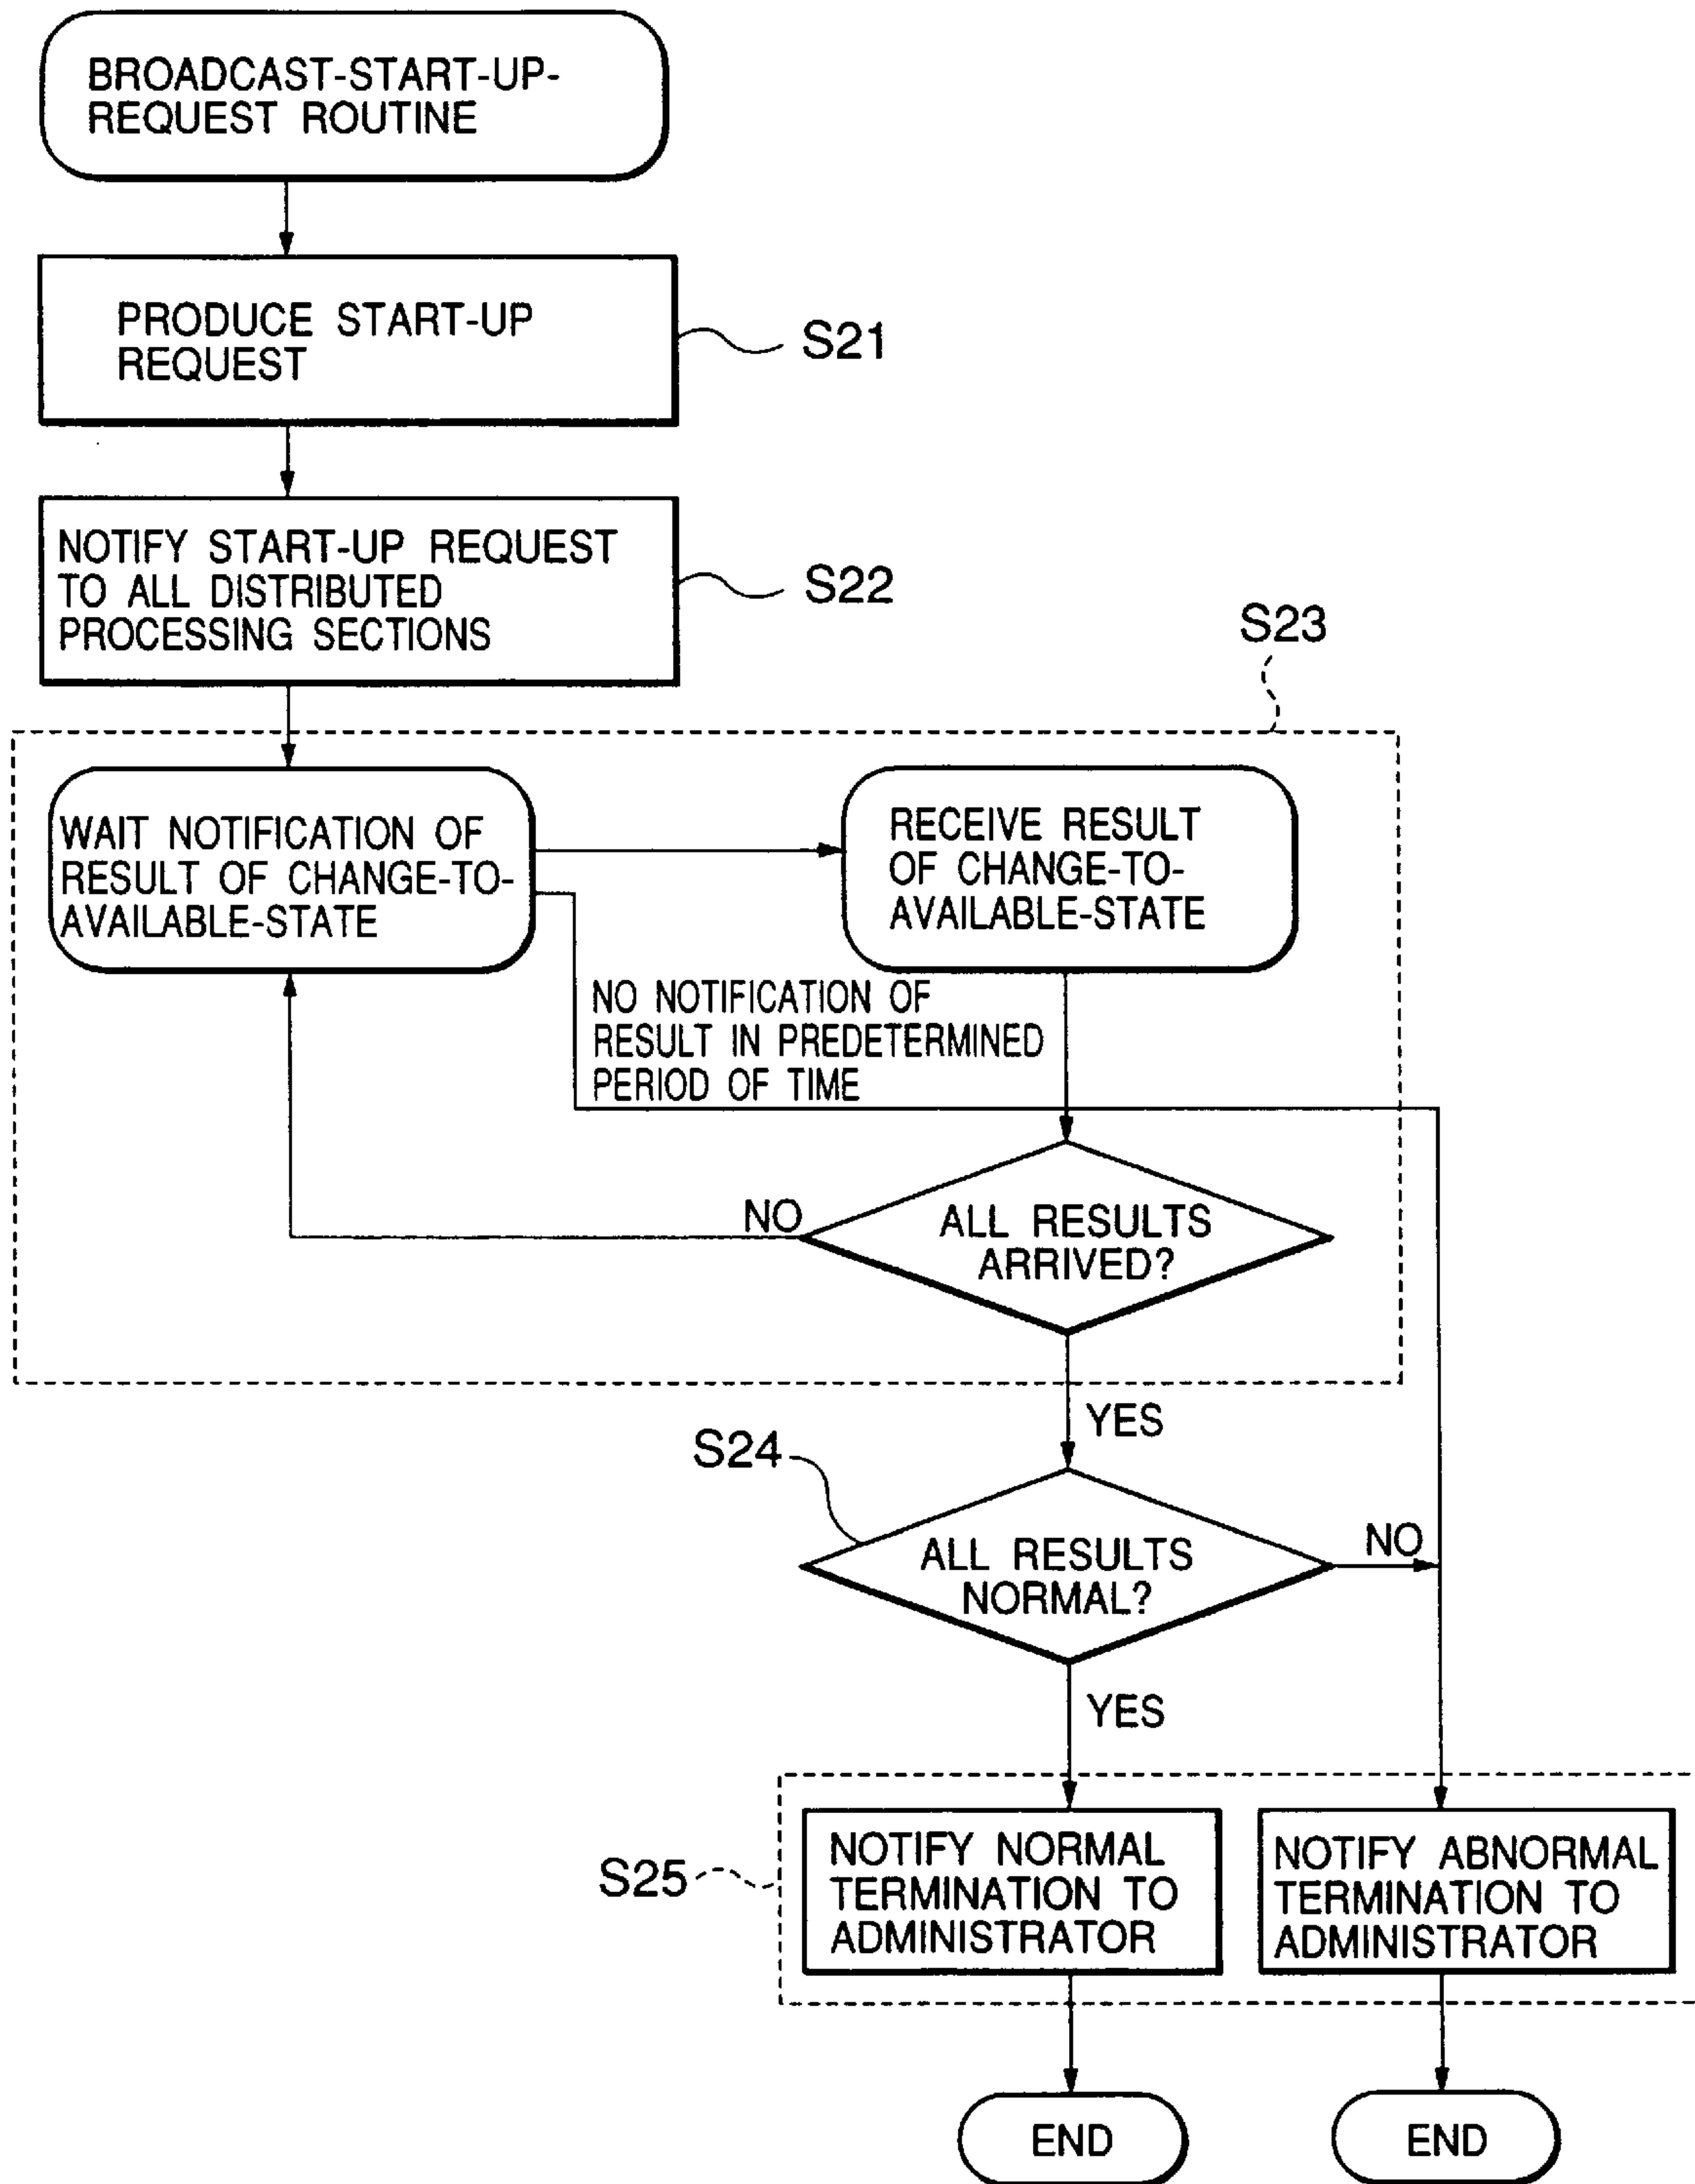 BROADCAST-START-UP-
REQUEST ROUTINE
PRODUCE START-UP
REQUEST
S21
NOTIFY START-UP REQUEST
TO ALL DISTRIBUTED
PROCESSING SECTIONS
S22
S23
WAIT NOTIFICATION OF
RESULT OF CHANGE-TO-
AVAILABLE-STATE
RECEIVE RESULT
OF CHANGE-TO-
AVAILABLE-STATE
NO NOTIFICATION OF
RESULT IN PREDETERMINED
PERIOD OF TIME
NO
ALL RESULTS
ARRIVED?
YES
S24
ALL RESULTS
NORMAL?
NO
YES
S25
NOTIFY NORMAL
TERMINATION TO
ADMINISTRATOR
NOTIFY ABNORMAL
TERMINATION TO
ADMINISTRATOR
END
END